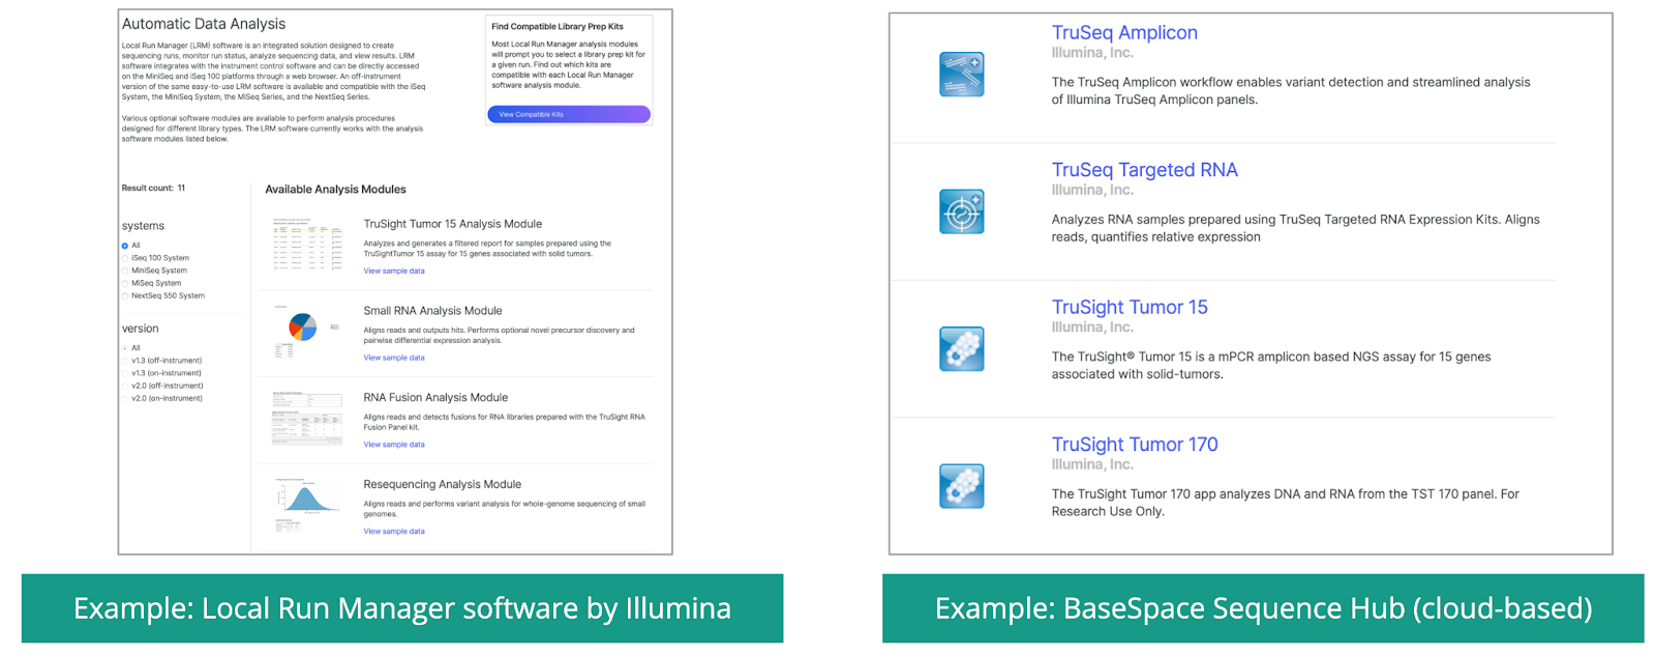 Automatic Data Analysis
Local Run Manager (LRM) software is an integrated solution designed to create
sequencing runs, monitor run status, analyze sequencing data, and view results. LRM
software integrates with the instrument control software and can be directly accessed
on the MiniSeq and iSeq 100 platforms through a web browser. An off-instrument
version of the same easy-to-use LRM software is available and compatible with the iSeq
System, the MiniSeq System, the MiSeq Series, and the NextSeq Series.
Various optional software modules are available to perform analysis procedures
designed for different library types. The LRM software currently works with the analysis
software modules listed below.
Find Compatible Library Prep Kits
Most Local Run Manager analysis modules
will prompt you to select a library prep kit for
a given run. Find out which kits are
compatible with each Local Run Manager
software analysis module.
View Compatible Kits
Result count: 11
systems
All
iSeq 100 System
MiniSeq System
MiSeq System
NextSeq 550 System
version
All
v1.3 (off-instrument)
v1.3 (on-instrument)
v2.0 (off-instrument)
v2.0 (on-instrument)
Available Analysis Modules
TruSight Tumor 15 Analysis Module
Analyzes and generates a filtered report for samples prepared using the
TruSightTumor 15 assay for 15 genes associated with solid tumors.
View sample data
Small RNA Analysis Module
Aligns reads and outputs hits. Performs optional novel precursor discovery and
pairwise differential expression analysis.
View sample data
RNA Fusion Analysis Module
Aligns reads and detects fusions for RNA libraries prepared with the TruSight RNA
Fusion Panel kit.
View sample data
Resequencing Analysis Module
Aligns reads and performs variant analysis for whole-genome sequencing of small
genomes.
View sample data
Example: Local Run Manager software by Illumina
TruSeq Amplicon
Illumina, Inc.
The TruSeq Amplicon workflow enables variant detection and streamlined analysis
of Illumina TruSeq Amplicon panels.
TruSeq Targeted RNA
Illumina, Inc.
Analyzes RNA samples prepared using TruSeq Targeted RNA Expression Kits. Aligns
reads, quantifies relative expression
TruSight Tumor 15
Illumina, Inc.
The TruSight® Tumor 15 is a mPCR amplicon based NGS assay for 15 genes
associated with solid-tumors.
TruSight Tumor 170
Illumina, Inc.
The TruSight Tumor 170 app analyzes DNA and RNA from the TST 170 panel. For
Research Use Only.
Example: BaseSpace Sequence Hub (cloud-based)